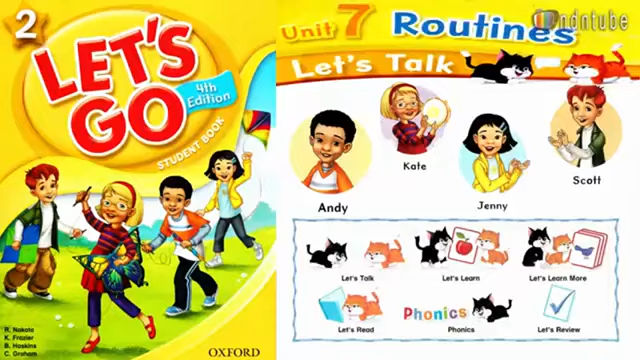 2
LET'S
GO
4th
Edition
STUDENT BOOK
R. Nakata
K. Frazier
B. Hoskins
C. Graham
OXFORD
Unit 7 Routines
Let's Talk
Andy
Kate
Jenny
Scott
Let's Talk
Let's Learn
Let's Learn More
Let's Read
Phonics
Phonics
Let's Review